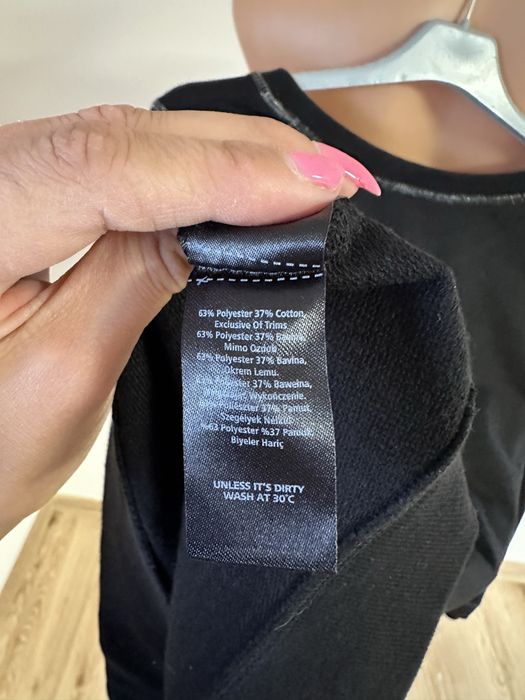 63% Polyester 37% Cotton,
Exclusive Of Trims
63% Polyester 37% Bavlna,
Mimo Ozdob
63% Polyester 37% Bavlna,
Okrem Lemu.
63% Polyester 37% Bawełna,
Wykończenie.
37% Pamut,
Szegélyek Nélkül
%63 Polyester %37 Pamuk,
Biyeler Hariç
UNLESS IT'S DIRTY
WASH AT 30°C